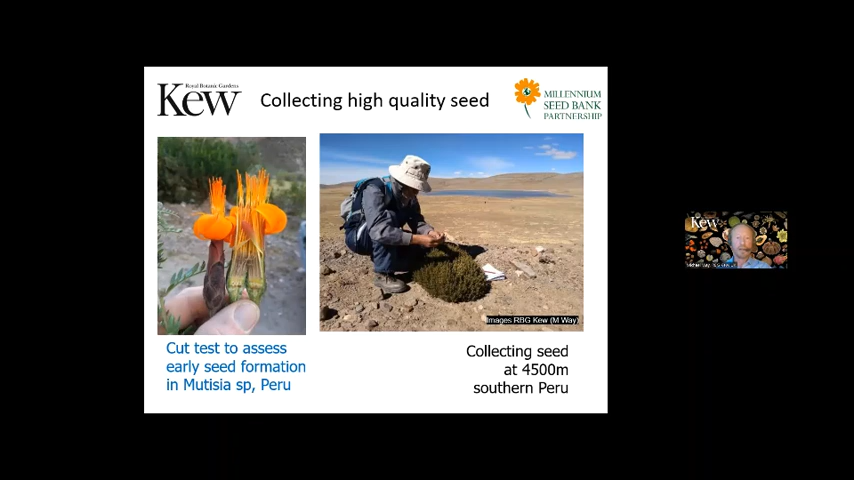 Royal Botanic Gardens
Kew
Collecting high quality seed
MILLENNIUM
SEED BANK
PARTNERSHIP
Images RBG Kew (M Way)
Cut test to assess
early seed formation
in Mutisia sp, Peru
Collecting seed
at 4500m
southern Peru
Kew